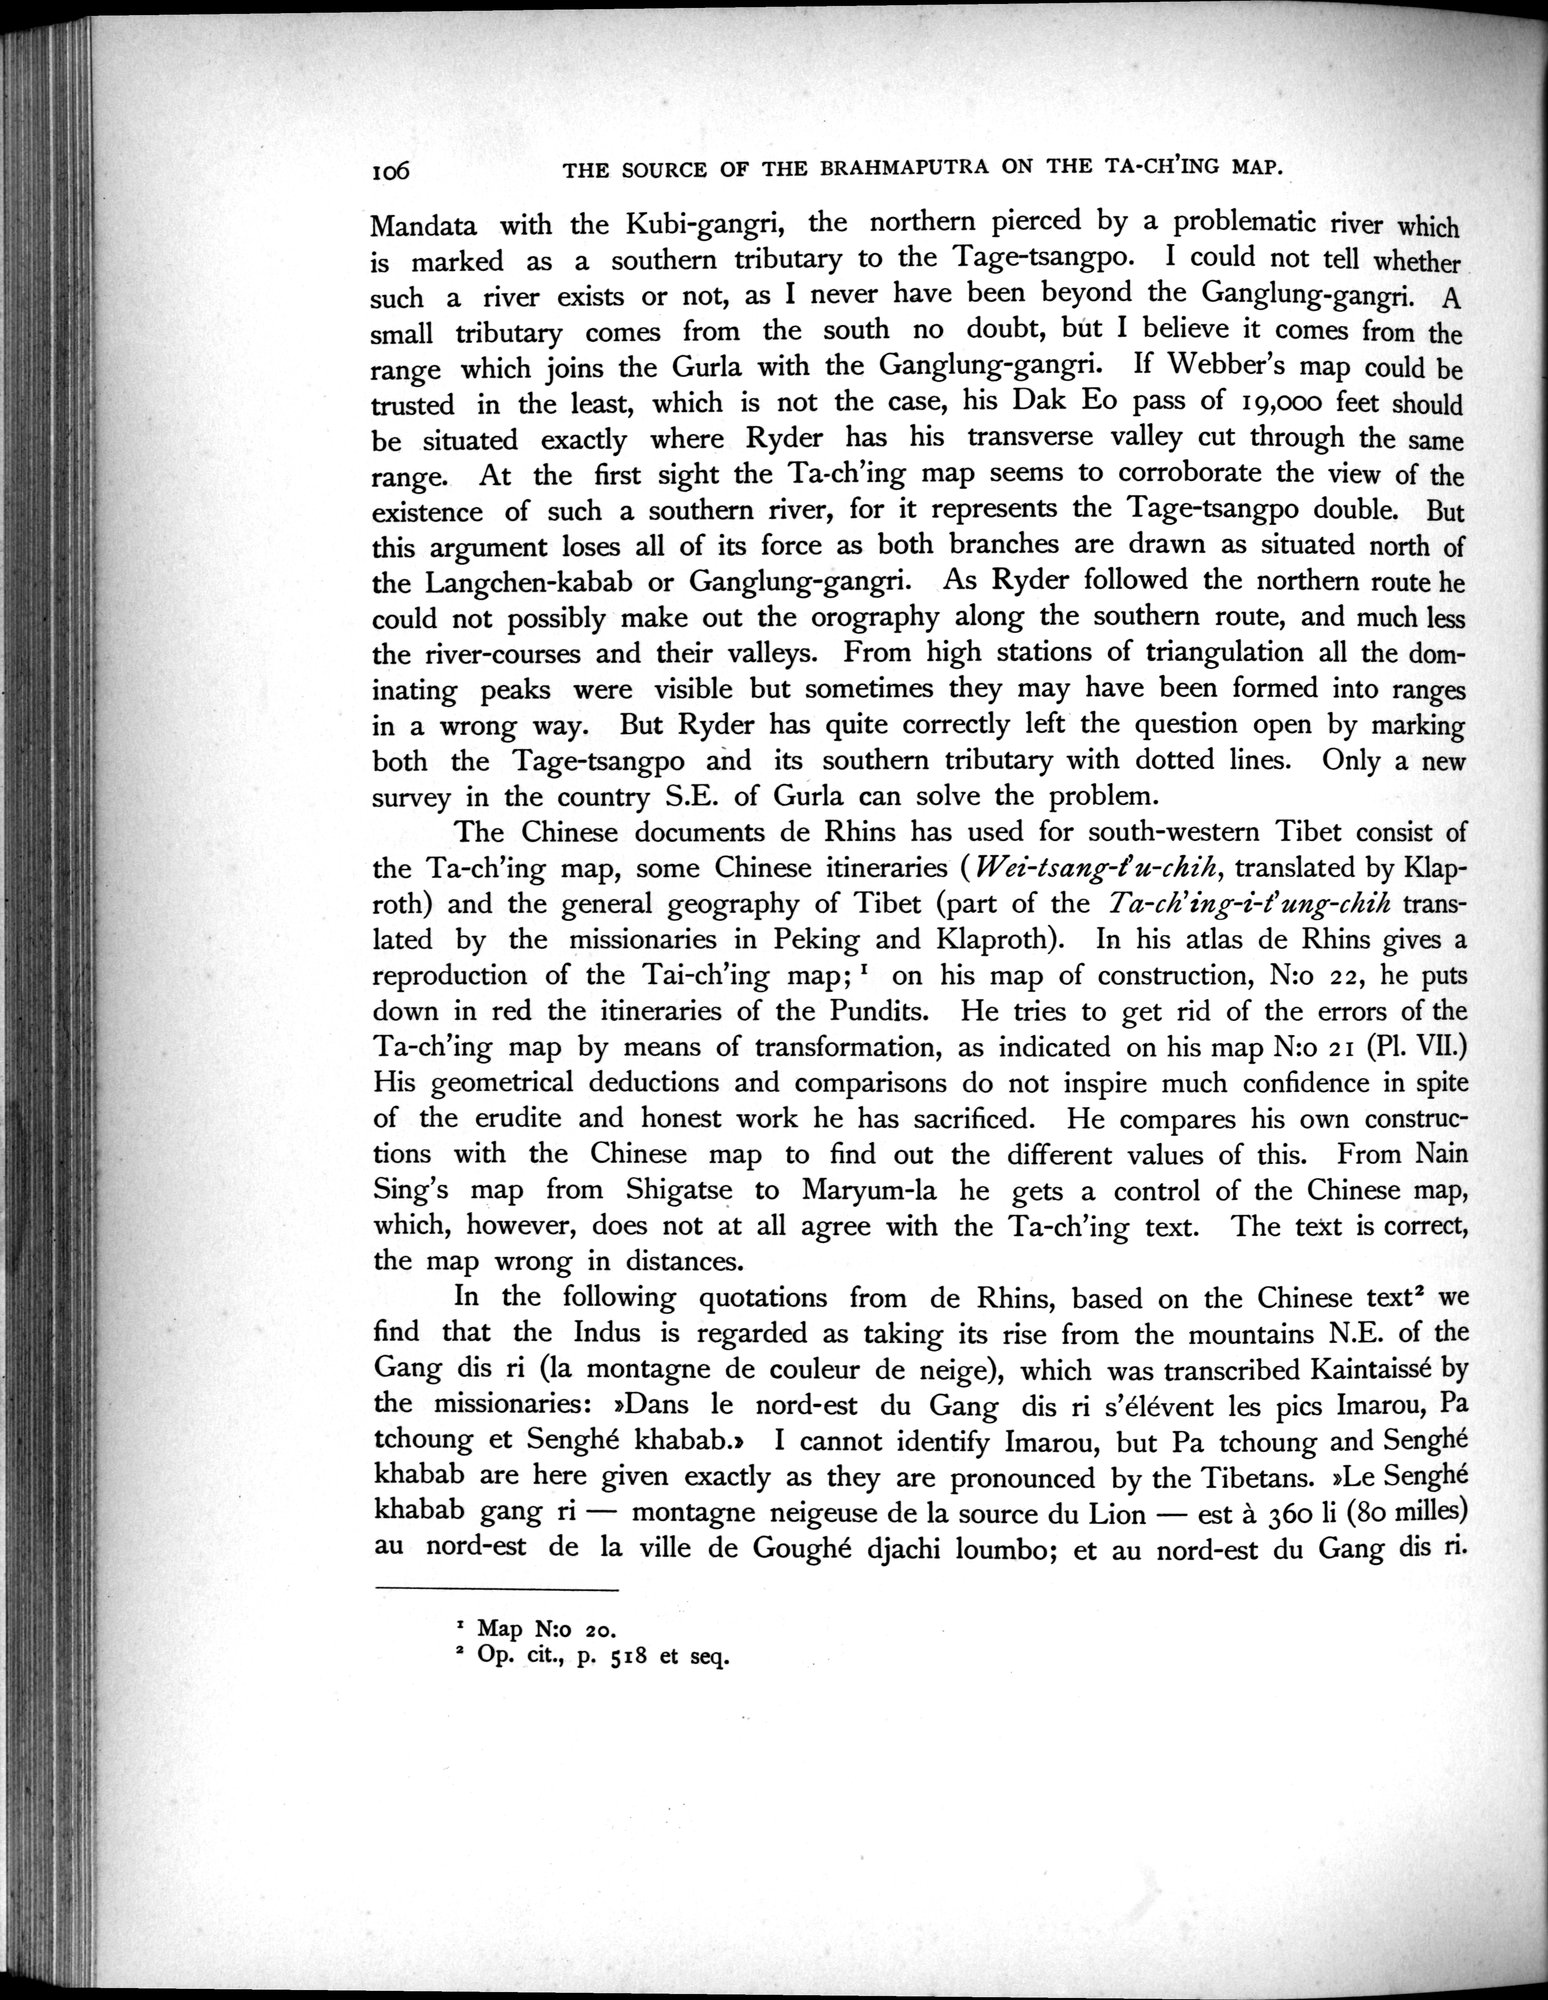 106 THE SOURCE OF THE BRAHMAPUTRA ON THE TA-CH'ING MAP.
Mandata with the Kubi-gangri, the northern pierced by a problematic river which
is marked as a southern tributary to the Tage-tsangpo. I could not tell whether
such a river exists or not, as I never have been beyond the Ganglung-gangri. A
small tributary comes from the south no doubt, but I believe it comes from the
range which joins the Gurla with the Ganglung-gangri. If Webber's map could be
trusted in the least, which is not the case, his Dak Eo pass of 19,000 feet should
be situated exactly where Ryder has his transverse valley cut through the same
range. At the first sight the Ta-ch'ing map seems to corroborate the view of the
existence of such a southern river, for it represents the Tage-tsangpo double. But
this argument loses all of its force as both branches are drawn as situated north of
the Langchen-kabab or Ganglung-gangri. As Ryder followed the northern route he
could not possibly make out the orography along the southern route, and much less
the river-courses and their valleys. From high stations of triangulation all the dom-
inating peaks were visible but sometimes they may have been formed into ranges
in a wrong way. But Ryder has quite correctly left the question open by marking
both the Tage-tsangpo and its southern tributary with dotted lines. Only a new
survey in the country S.E. of Gurla can solve the problem.
The Chinese documents de Rhins has used for south-western Tibet consist of
the Ta-ch'ing map, some Chinese itineraries (Wei-tsang-t'u-chih, translated by Klap-
roth) and the general geography of Tibet (part of the Ta-ch'ing-i-t'ung-chih trans-
lated by the missionaries in Peking and Klaproth). In his atlas de Rhins gives a
reproduction of the Tai-ch'ing map; ¹ on his map of construction, N:o 22, he puts
down in red the itineraries of the Pundits. He tries to get rid of the errors of the
Ta-ch'ing map by means of transformation, as indicated on his map N:o 21 (Pl. VII.)
His geometrical deductions and comparisons do not inspire much confidence in spite
of the erudite and honest work he has sacrificed. He compares his own construc-
tions with the Chinese map to find out the different values of this. From Nain
Sing's map from Shigatse to Maryum-la he gets a control of the Chinese map,
which, however, does not at all agree with the Ta-ch'ing text. The text is correct,
the map wrong in distances.
In the following quotations from de Rhins, based on the Chinese text² we
find that the Indus is regarded as taking its rise from the mountains N.E. of the
Gang dis ri (la montagne de couleur de neige), which was transcribed Kaintaissé by
the missionaries: »Dans le nord-est du Gang dis ri s'élévent les pics Imarou, Pa
tchoung et Senghé khabab.» I cannot identify Imarou, but Pa tchoung and Senghé
khabab are here given exactly as they are pronounced by the Tibetans. »Le Senghé
khabab gang ri — montagne neigeuse de la source du Lion — est à 360 li (80 milles)
au nord-est de la ville de Goughé djachi loumbo; et au nord-est du Gang dis ri.
¹ Map N:o 20.
² Op. cit., p. 518 et seq.